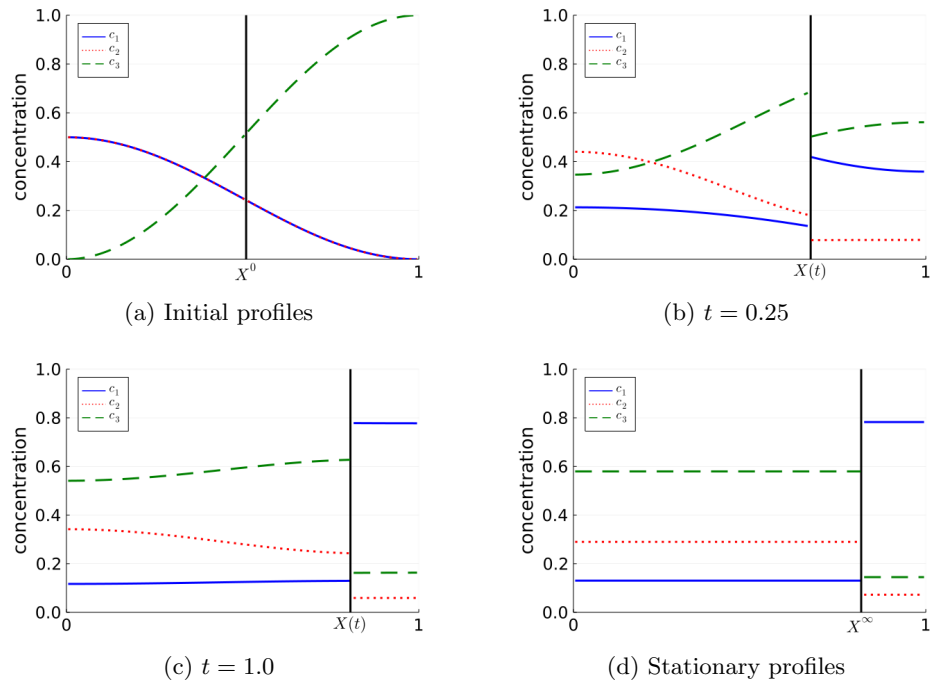 1.0
0.8
0.6
0.4
0.2
0.0
concentration
c₁
c₂
c₃
0
X⁰
1
(a) Initial profiles
1.0
0.8
0.6
0.4
0.2
0.0
concentration
c₁
c₂
c₃
0
X(t)
1
(b) t = 0.25
1.0
0.8
0.6
0.4
0.2
0.0
concentration
c₁
c₂
c₃
0
X(t)
1
(c) t = 1.0
1.0
0.8
0.6
0.4
0.2
0.0
concentration
c₁
c₂
c₃
0
X^∞
1
(d) Stationary profiles